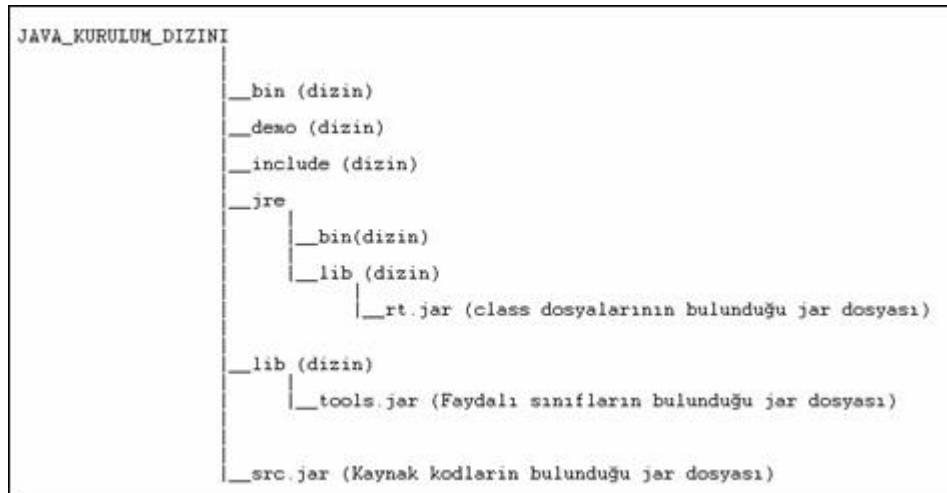 JAVA_KURULUM_DIZINI
|__bin (dizin)
|__demo (dizin)
|__include (dizin)
|__jre
|__bin(dizin)
|__lib (dizin)
|__rt.jar (class dosyalarının bulunduğu jar dosyası)
|__lib (dizin)
|__tools.jar (Faydalı sınıfların bulunduğu jar dosyası)
|__src.jar (Kaynak kodlarin bulunduğu jar dosyası)